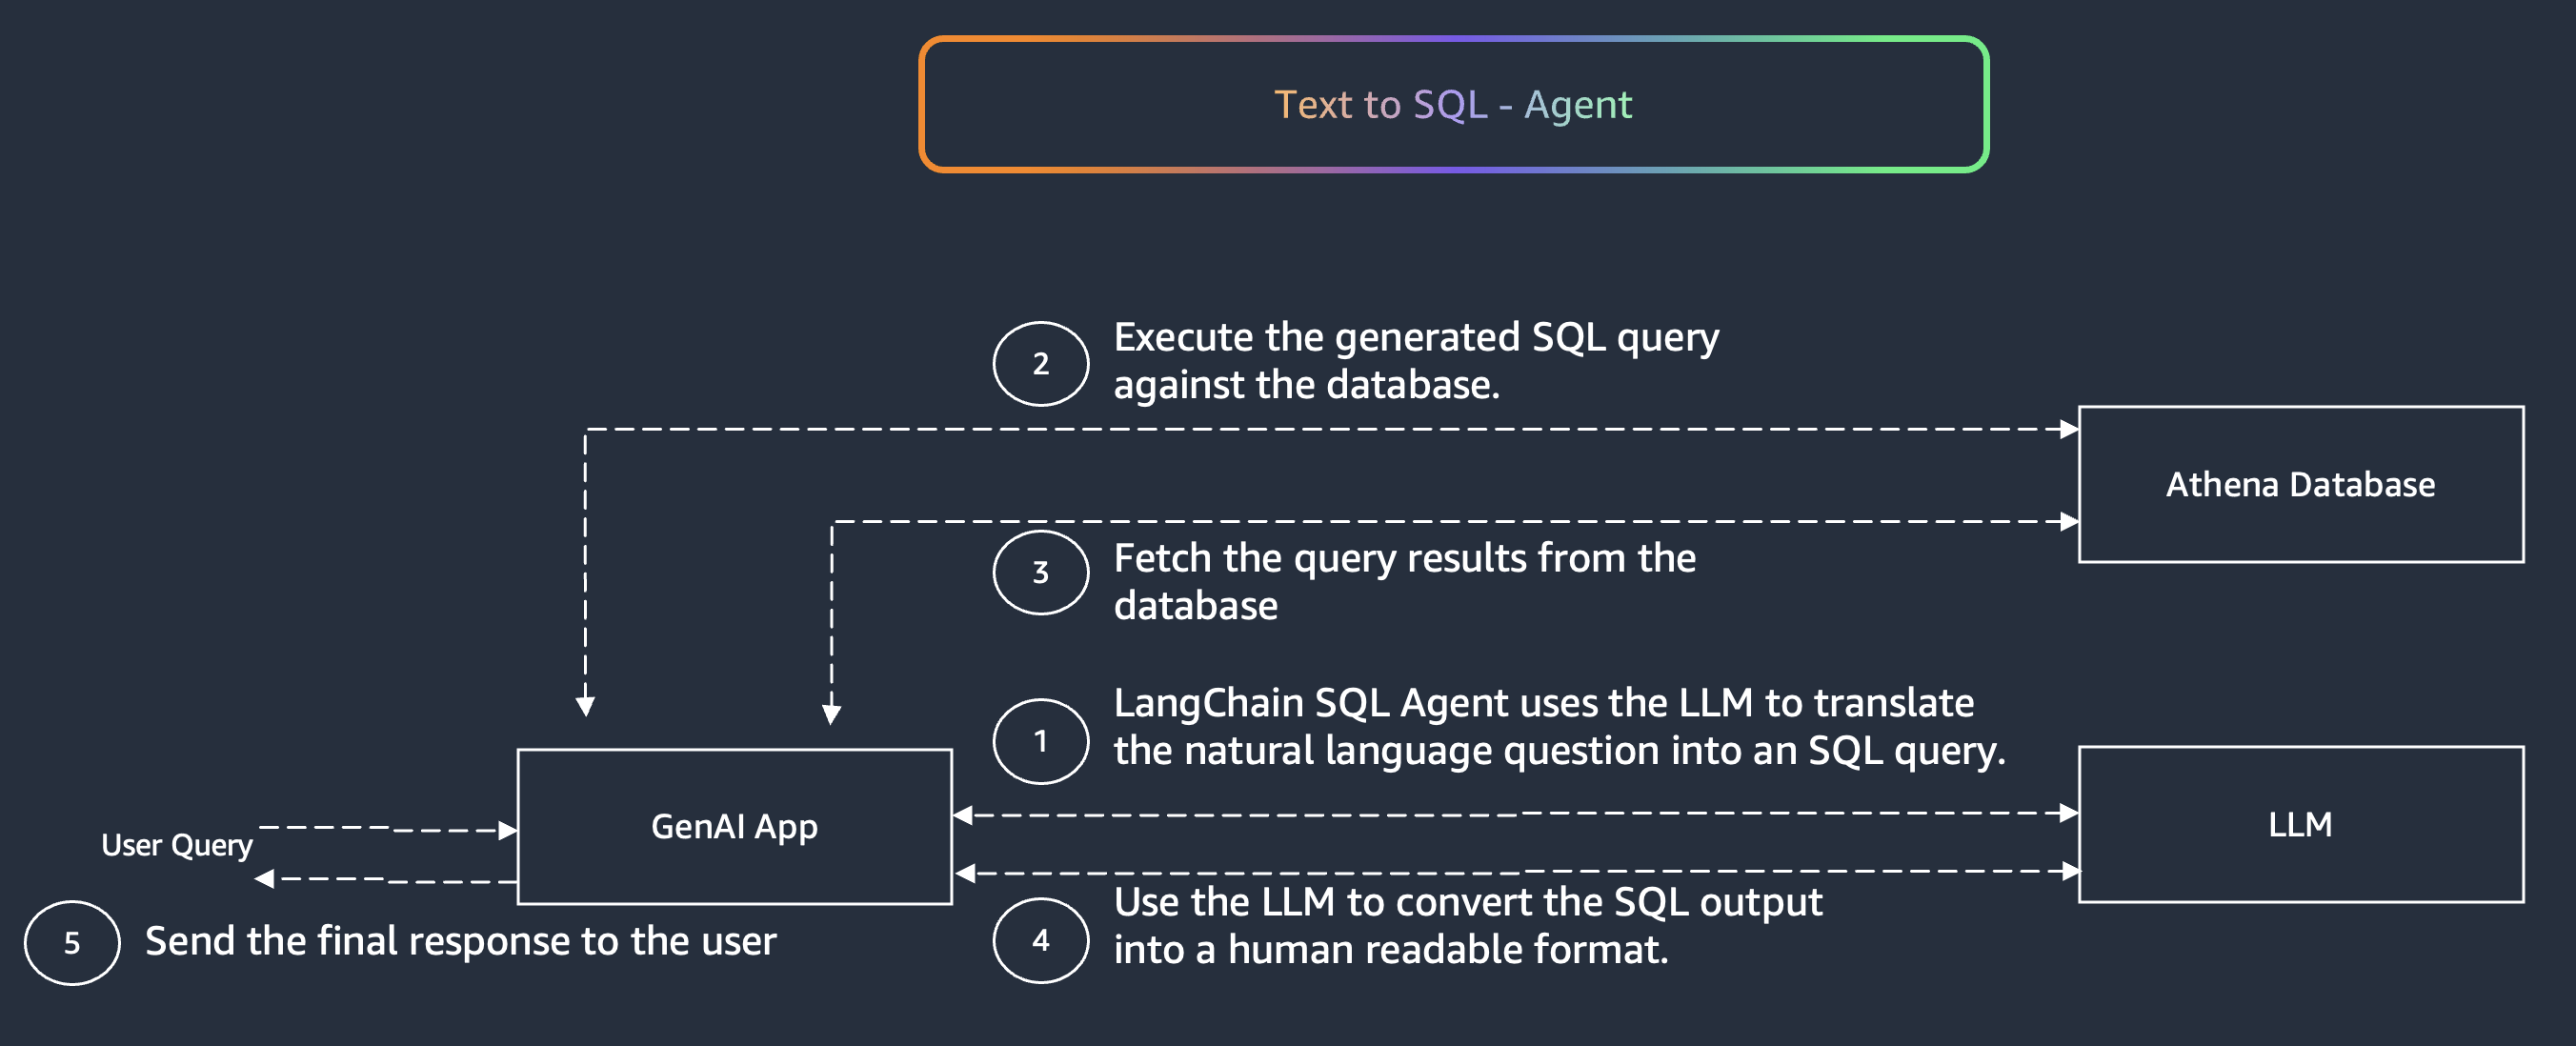 Text to SQL - Agent
2
Execute the generated SQL query
against the database.
Athena Database
3
Fetch the query results from the
database
1
LangChain SQL Agent uses the LLM to translate
the natural language question into an SQL query.
User Query
GenAI App
LLM
4
Use the LLM to convert the SQL output
into a human readable format.
5
Send the final response to the user